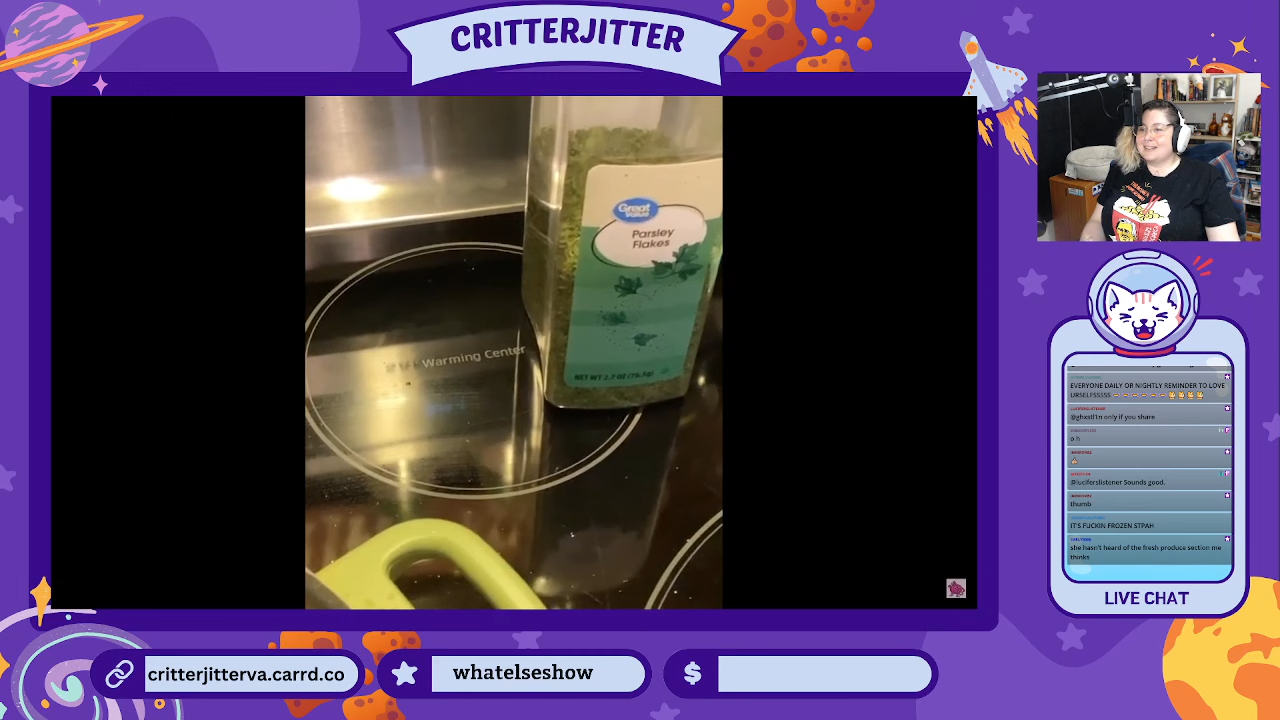 CRITTERJITTER
Great
Value
Parsley
Flakes
Warming Center
NET WT 2.7 OZ
EVERYONE DAILY OR NIGHTLY REMINDER TO LOVE
URSELFSSSSS
@ghxstl1n only if you share
o h
@luciferslistener Sounds good.
thumb
IT'S FUCKIN FROZEN STPAH
she hasn't heard of the fresh produce section me
thinks
LIVE CHAT
critterjitterva.carrd.co
whatelseshow
$